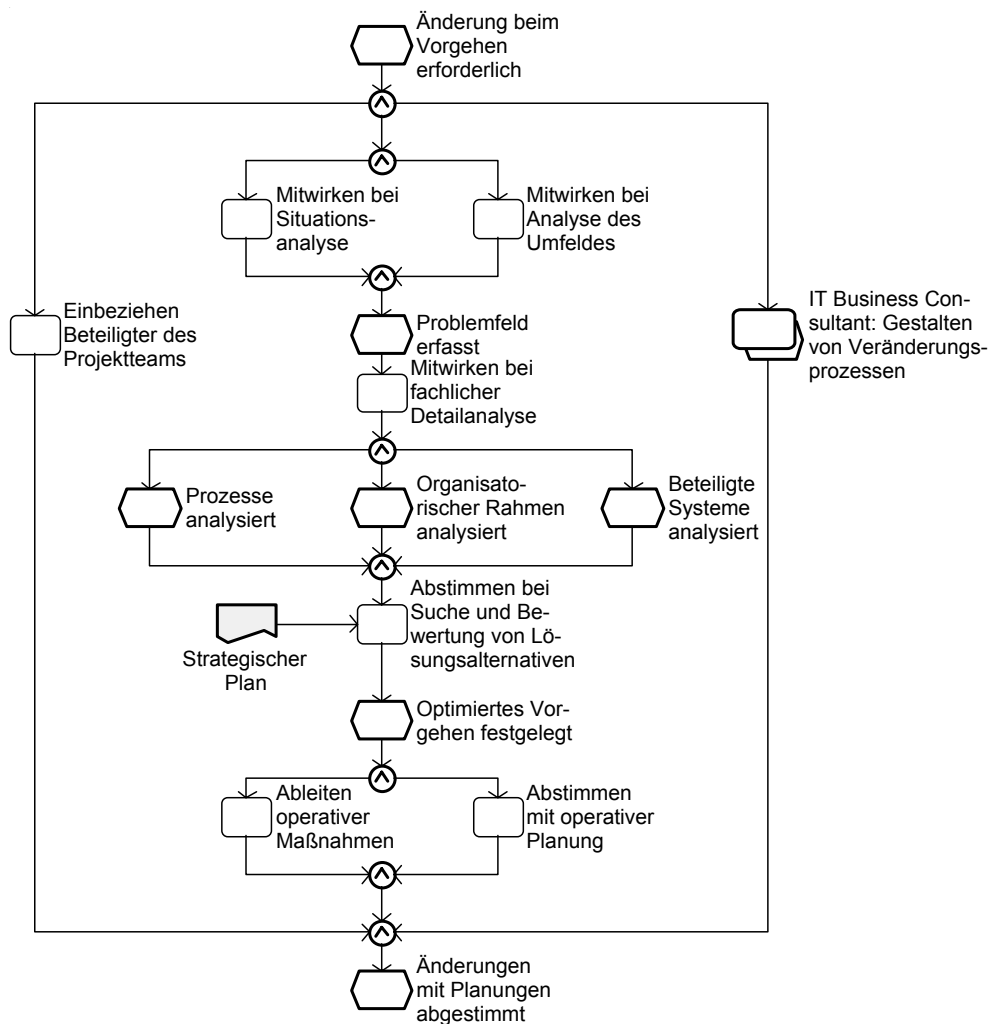 Änderung beim
Vorgehen
erforderlich
Mitwirken bei
Situations-
analyse
Mitwirken bei
Analyse des
Umfeldes
Einbeziehen
Beteiligter des
Projektteams
Problemfeld
erfasst
IT Business Con-
sultant: Gestalten
von Veränderungs-
prozessen
Mitwirken bei
fachlicher
Detailanalyse
Prozesse
analysiert
Organisato-
rischer Rahmen
analysiert
Beteiligte
Systeme
analysiert
Abstimmen bei
Suche und Be-
wertung von Lö-
sungsalternativen
Strategischer
Plan
Optimiertes Vor-
gehen festgelegt
Ableiten
operativer
Maßnahmen
Abstimmen
mit operativer
Planung
Änderungen
mit Planungen
abgestimmt